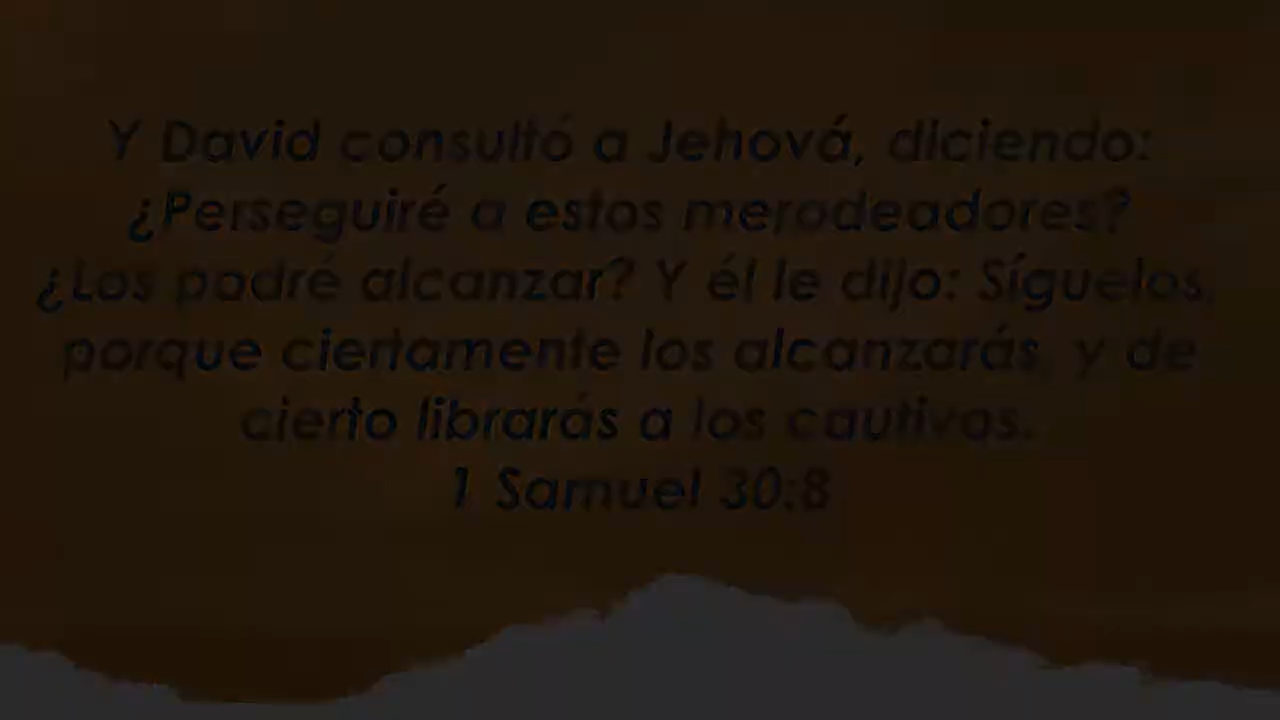 Y David consultó a Jehová, diciendo:
¿Perseguiré a estos merodeadores?
¿Los podré alcanzar? Y él le dijo: Síguelos,
porque ciertamente los alcanzarás, y de
cierto librarás a los cautivos.
1 Samuel 30:8